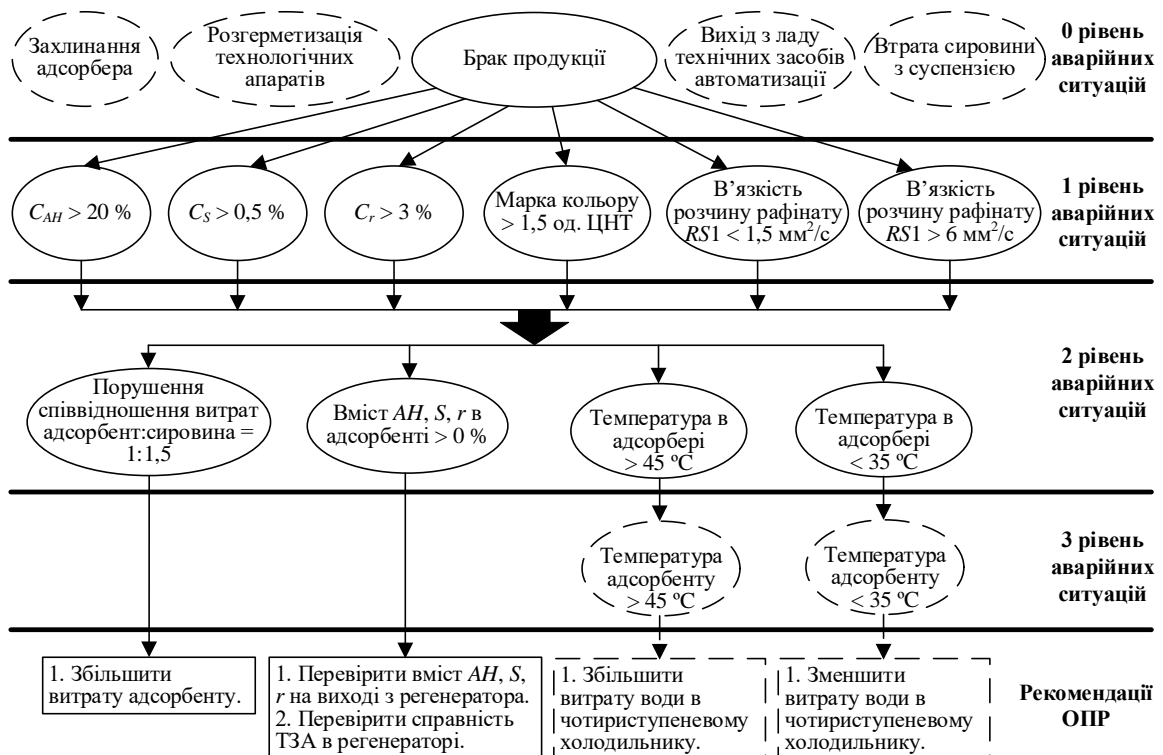 Захлинання
адсорбера
Розгерметизація
технологічних
апаратів
Брак продукції
Вихід з ладу
технічних засобів
автоматизації
Втрата сировини
з суспензією
0 рівень
аварійних
ситуацій
C_AH > 20 %
C_S > 0,5 %
C_r > 3 %
Марка кольору
> 1,5 од. ЦНТ
В’язкість
розчину рафінату
RS1 < 1,5 мм²/с
В’язкість
розчину рафінату
RS1 > 6 мм²/с
1 рівень
аварійних
ситуацій
Порушення
співвідношення витрат
адсорбент:сировина =
1:1,5
Вміст AH, S, r в
адсорбенті > 0 %
Температура в
адсорбері
> 45 ºC
Температура в
адсорбері
< 35 ºC
2 рівень
аварійних
ситуацій
Температура
адсорбенту
> 45 ºC
Температура
адсорбенту
< 35 ºC
3 рівень
аварійних
ситуацій
1. Збільшити
витрату адсорбенту.
1. Перевірити вміст AH, S,
r на виході з регенератора.
2. Перевірити справність
ТЗА в регенераторі.
1. Збільшити
витрату води в
чотириступеневому
холодильнику.
1. Зменшити
витрату води в
чотириступеневому
холодильнику.
Рекомендації
ОПР